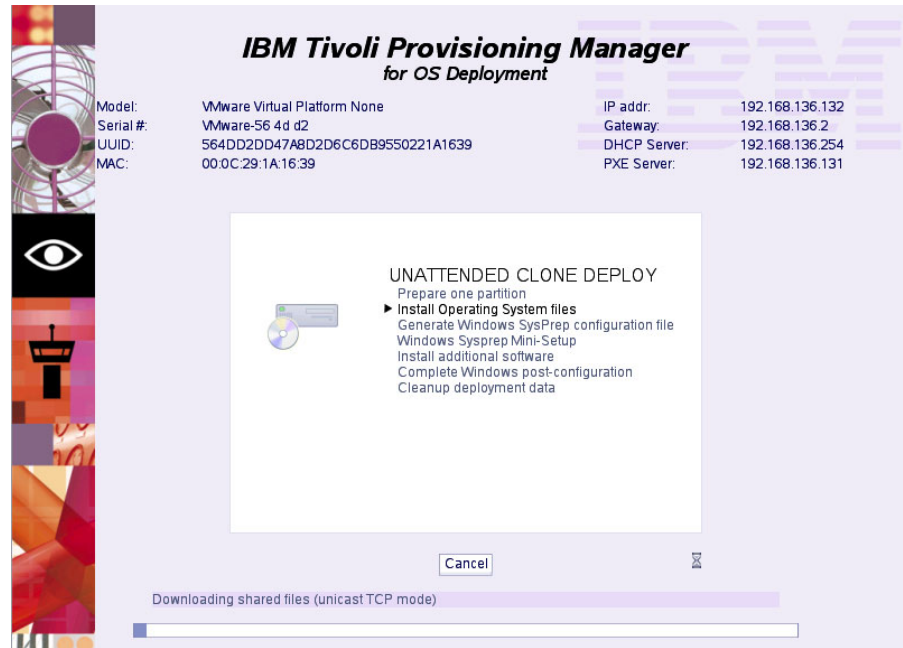 IBM Tivoli Provisioning Manager
for OS Deployment
Model: VMware Virtual Platform None IP addr: 192.168.136.132
Serial #: VMware-56 4d d2 Gateway: 192.168.136.2
UUID: 564DD2DD47A8D2D6C6DB9550221A1639 DHCP Server: 192.168.136.254
MAC: 00:0C:29:1A:16:39 PXE Server: 192.168.136.131
UNATTENDED CLONE DEPLOY
Prepare one partition
Install Operating System files
Generate Windows SysPrep configuration file
Windows Sysprep Mini-Setup
Install additional software
Complete Windows post-configuration
Cleanup deployment data
Cancel
Downloading shared files (unicast TCP mode)